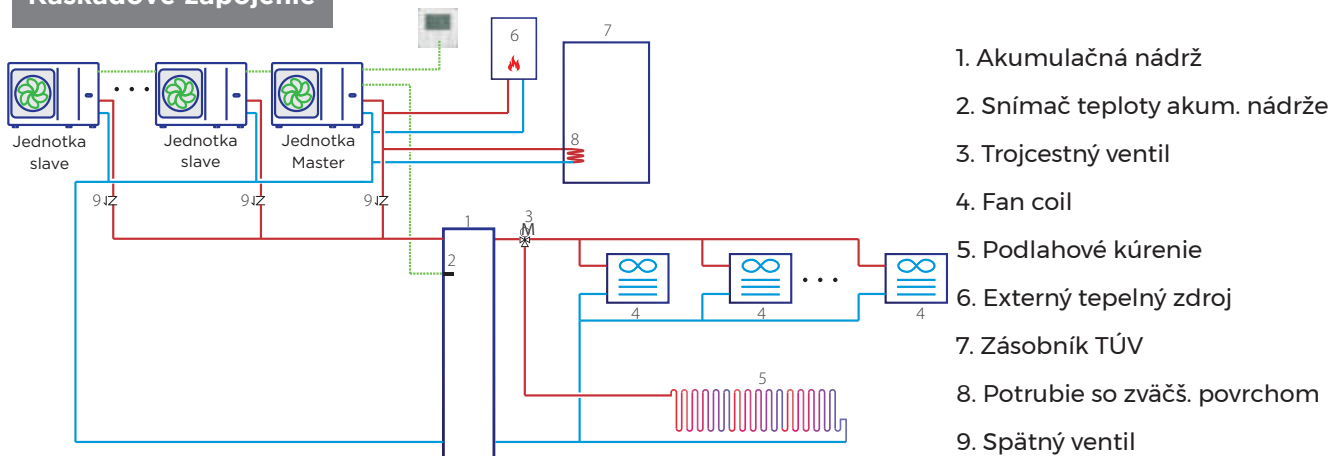 Kaskádové zapojenie
6
7
Jednotka
slave
Jednotka
slave
Jednotka
Master
8
9
9
9
1
3
M
2
4
4
4
5
1. Akumulačná nádrž
2. Snímač teploty akum. nádrže
3. Trojcestný ventil
4. Fan coil
5. Podlahové kúrenie
6. Externý tepelný zdroj
7. Zásobník TÚV
8. Potrubie so zväčš. povrchom
9. Spätný ventil